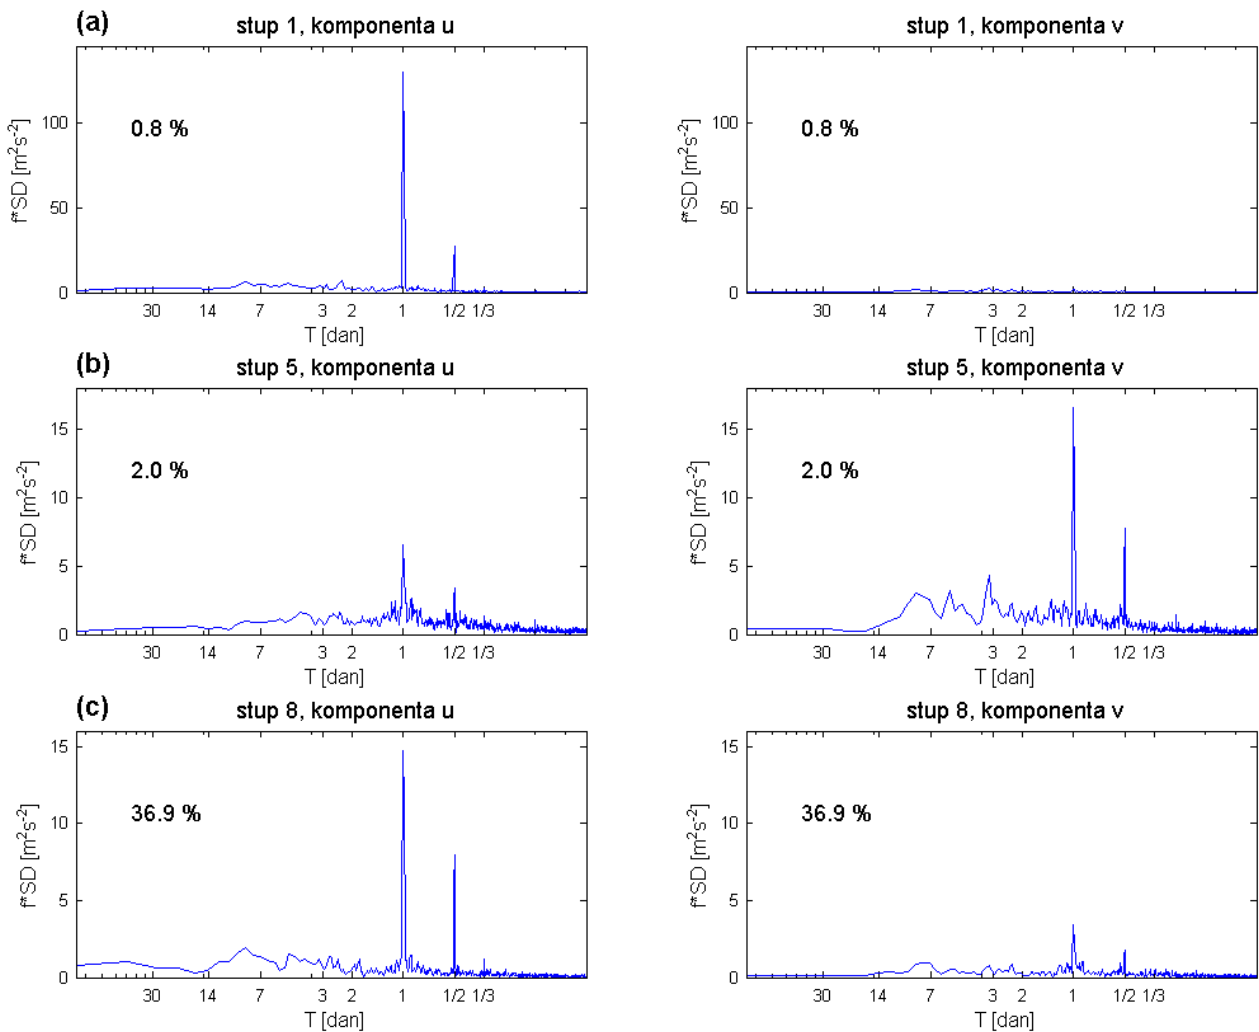 (a)
stup 1, komponenta u
f*SD [m²s⁻²]
100
50
0
0.8 %
30 14 7 3 2 1 1/2 1/3
T [dan]
stup 1, komponenta v
f*SD [m²s⁻²]
100
50
0
0.8 %
30 14 7 3 2 1 1/2 1/3
T [dan]
(b)
stup 5, komponenta u
f*SD [m²s⁻²]
15
10
5
0
2.0 %
30 14 7 3 2 1 1/2 1/3
T [dan]
stup 5, komponenta v
f*SD [m²s⁻²]
15
10
5
0
2.0 %
30 14 7 3 2 1 1/2 1/3
T [dan]
(c)
stup 8, komponenta u
f*SD [m²s⁻²]
15
10
5
0
36.9 %
30 14 7 3 2 1 1/2 1/3
T [dan]
stup 8, komponenta v
f*SD [m²s⁻²]
15
10
5
0
36.9 %
30 14 7 3 2 1 1/2 1/3
T [dan]